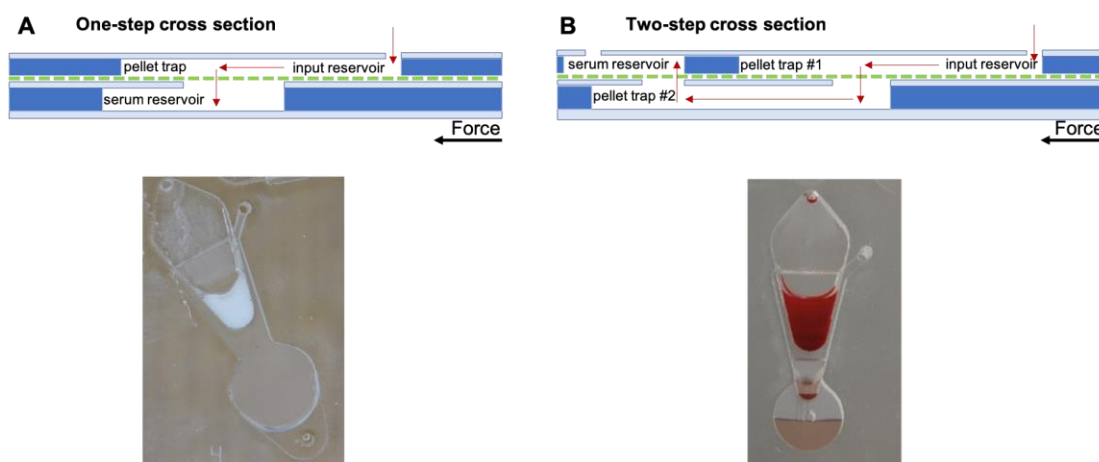 A One-step cross section
pellet trap input reservoir
serum reservoir
Force
4
B Two-step cross section
serum reservoir pellet trap #1 input reservoir
pellet trap #2
Force